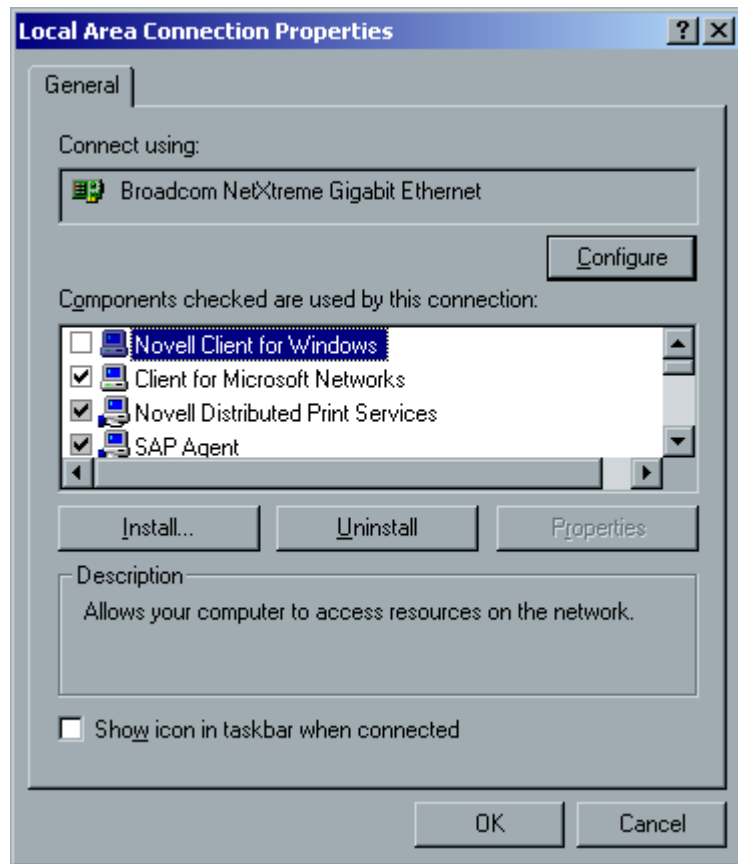 Local Area Connection Properties
General
Connect using:
Broadcom NetXtreme Gigabit Ethernet
Configure
Components checked are used by this connection:
Novell Client for Windows
Client for Microsoft Networks
Novell Distributed Print Services
SAP Agent
Install... Uninstall Properties
Description
Allows your computer to access resources on the network.
Show icon in taskbar when connected
OK Cancel